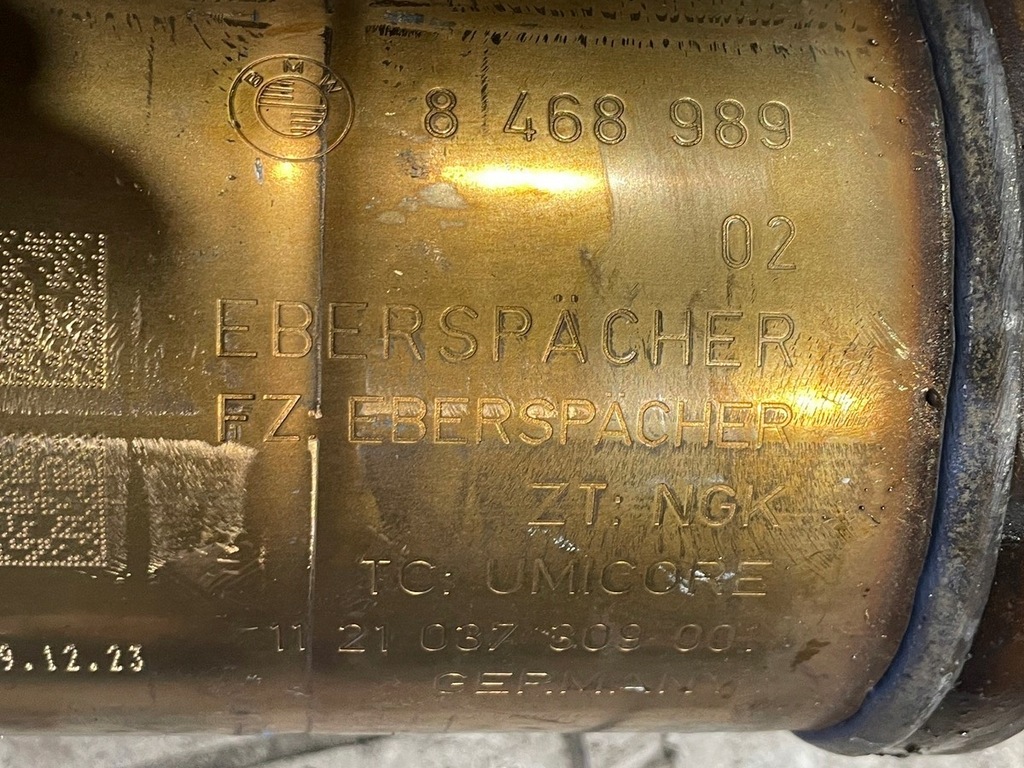 BMW
8 468 989
02
EBERSPÄCHER
FZ. EBERSPÄCHER
ZT: NGK
TC: UMICORE
11 21 037 309 001
GERMANY
9.12.23